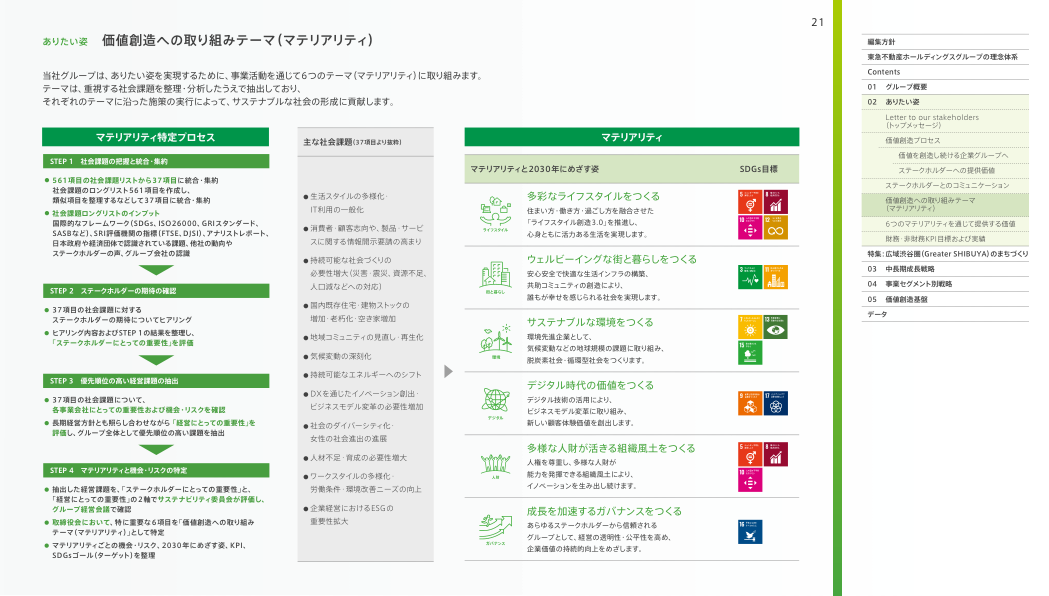 21
ありたい姿 価値創造への取り組みテーマ（マテリアリティ）
当社グループは、ありたい姿を実現するために、事業活動を通じて６つのテーマ（マテリアリティ）に取り組みます。
テーマは、重視する社会課題を整理・分析したうえで抽出しており、
それぞれのテーマに沿った施策の実行によって、サステナブルな社会の形成に貢献します。
マテリアリティ特定プロセス
STEP 1 社会課題の把握と統合・集約
● 561項目の社会課題リストから37項目に統合・集約
社会課題のロングリスト561項目を作成し、
類似項目を整理するなどして37項目に統合・集約
● 社会課題ロングリストのインプット
国際的なフレームワーク（SDGs、ISO26000、GRIスタンダード、
SASBなど）、SRI評価機関の指標（FTSE、DJSI）、アナリストレポート、
日本政府や経済団体で認識されている課題、他社の動向や
ステークホルダーの声、グループ会社の認識
STEP 2 ステークホルダーの期待の確認
● 37項目の社会課題に対する
ステークホルダーの期待についてヒアリング
● ヒアリング内容およびSTEP 1の結果を整理し、
「ステークホルダーにとっての重要性」を評価
STEP 3 優先順位の高い経営課題の抽出
● 37項目の社会課題について、
各事業会社にとっての重要性および機会・リスクを確認
● 長期経営方針とも照らし合わせながら「経営にとっての重要性」を
評価し、グループ全体として優先順位の高い課題を抽出
STEP 4 マテリアリティと機会・リスクの特定
● 抽出した経営課題を、「ステークホルダーにとっての重要性」と、
「経営にとっての重要性」の２軸でサステナビリティ委員会が評価し、
グループ経営会議で確認
● 取締役会において、特に重要な６項目を「価値創造への取り組み
テーマ（マテリアリティ）」として特定
● マテリアリティごとの機会・リスク、2030年にめざす姿、KPI、
SDGsゴール（ターゲット）を整理
主な社会課題（37項目より抜粋）
● 生活スタイルの多様化・
IT利用の一般化
● 消費者・顧客志向や、製品・サービ
スに関する情報開示要請の高まり
● 持続可能な社会づくりの
必要性増大（災害・震災、資源不足、
人口減などへの対応）
● 国内既存住宅・建物ストックの
増加・老朽化・空き家増加
● 地域コミュニティの見直し・再生化
● 気候変動の深刻化
● 持続可能なエネルギーへのシフト
● DXを通じたイノベーション創出・
ビジネスモデル変革の必要性増加
● 社会のダイバーシティ化・
女性の社会進出の進展
● 人材不足・育成の必要性増大
● ワークスタイルの多様化・
労働条件・環境改善ニーズの向上
● 企業経営におけるESGの
重要性拡大
マテリアリティ
マテリアリティと2030年にめざす姿 SDGs目標
ライフスタイル
多彩なライフスタイルをつくる
住まい方・働き方・過ごし方を融合させた
「ライフスタイル創造3.0」を推進し、
心身ともに活力ある生活を実現します。
5 8
10 12
街と暮らし
ウェルビーイングな街と暮らしをつくる
安心安全で快適な生活インフラの構築、
共助コミュニティの創造により、
誰もが幸せを感じられる社会を実現します。
3 11
環境
サステナブルな環境をつくる
環境先進企業として、
気候変動などの地球規模の課題に取り組み、
脱炭素社会・循環型社会をつくります。
7 13
15
デジタル
デジタル時代の価値をつくる
デジタル技術の活用により、
ビジネスモデル変革に取り組み、
新しい顧客体験価値を創出します。
9 17
人財
多様な人財が活きる組織風土をつくる
人権を尊重し、多様な人財が
能力を発揮できる組織風土により、
イノベーションを生み出し続けます。
5 8
10
ガバナンス
成長を加速するガバナンスをつくる
あらゆるステークホルダーから信頼される
グループとして、経営の透明性・公平性を高め、
企業価値の持続的向上をめざします。
16
編集方針
東急不動産ホールディングスグループの理念体系
Contents
01 グループ概要
02 ありたい姿
Letter to our stakeholders
（トップメッセージ）
価値創造プロセス
価値を創造し続ける企業グループへ
ステークホルダーへの提供価値
ステークホルダーとのコミュニケーション
価値創造への取り組みテーマ
（マテリアリティ）
6つのマテリアリティを通じて提供する価値
財務・非財務KPI目標および実績
特集：広域渋谷圏（Greater SHIBUYA）のまちづくり
03 中長期成長戦略
04 事業セグメント別戦略
05 価値創造基盤
データ